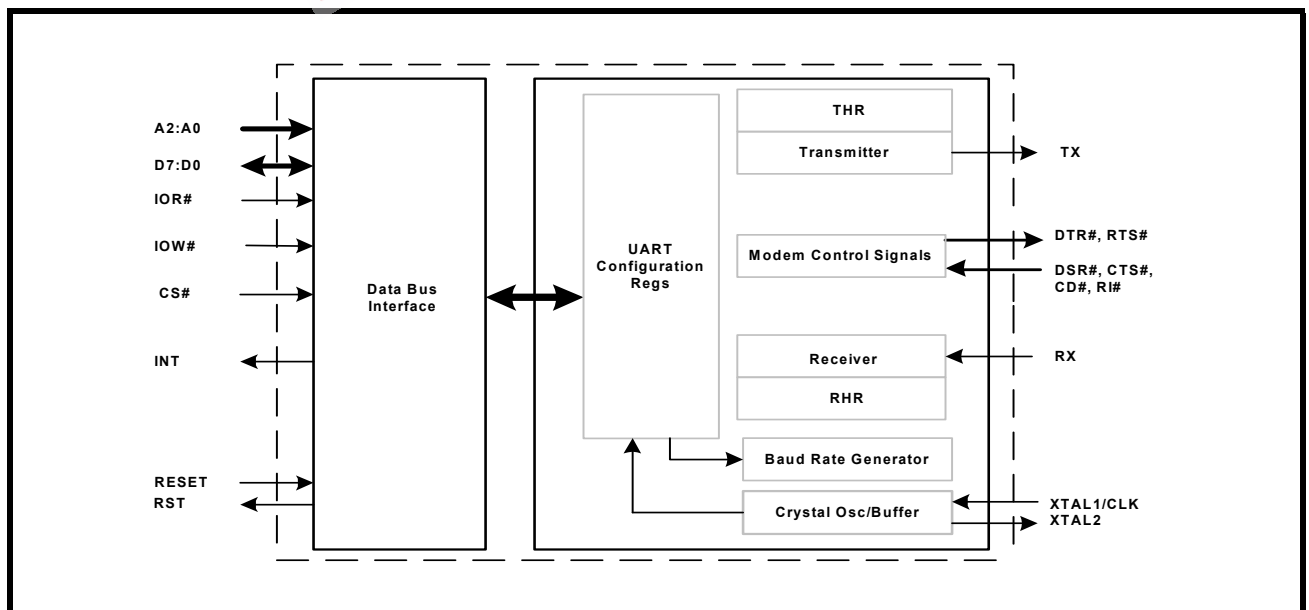 A2:A0
D7:D0
IOR#
IOW#
CS#
INT
RESET
RST
Data Bus
Interface
UART
Configuration
Regs
THR
Transmitter
Modem Control Signals
Receiver
RHR
Baud Rate Generator
Crystal Osc/Buffer
TX
DTR#, RTS#
DSR#, CTS#,
CD#, RI#
RX
XTAL1/CLK
XTAL2